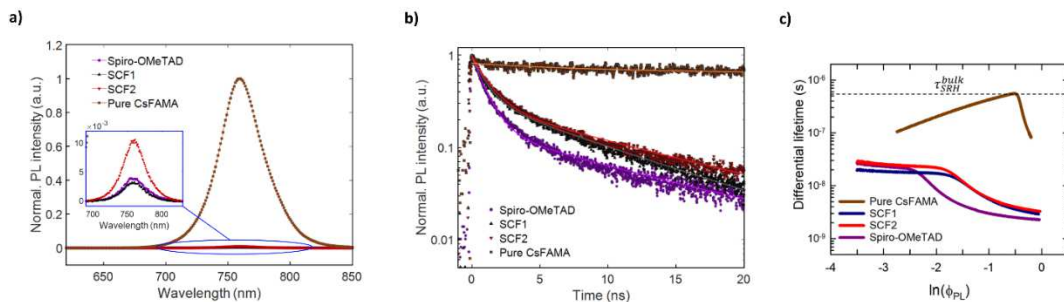 a)
Normal. PL intensity (a.u.)
1.2
1
0.8
0.6
0.4
0.2
0
Spiro-OMeTAD
SCF1
SCF2
Pure CsFAMA
×10⁻³
10
5
0
700 750 800
Wavelength (nm)
650 700 750 800 850
Wavelength (nm)
b)
Normal. PL intensity (a.u.)
1
0.1
0.01
Spiro-OMeTAD
SCF1
SCF2
Pure CsFAMA
0 5 10 15 20
Time (ns)
c)
Differential lifetime (s)
10⁻⁶
10⁻⁷
10⁻⁸
10⁻⁹
τ_SRH^bulk
Pure CsFAMA
SCF1
SCF2
Spiro-OMeTAD
-4 -3 -2 -1 0
ln(ϕ_PL)